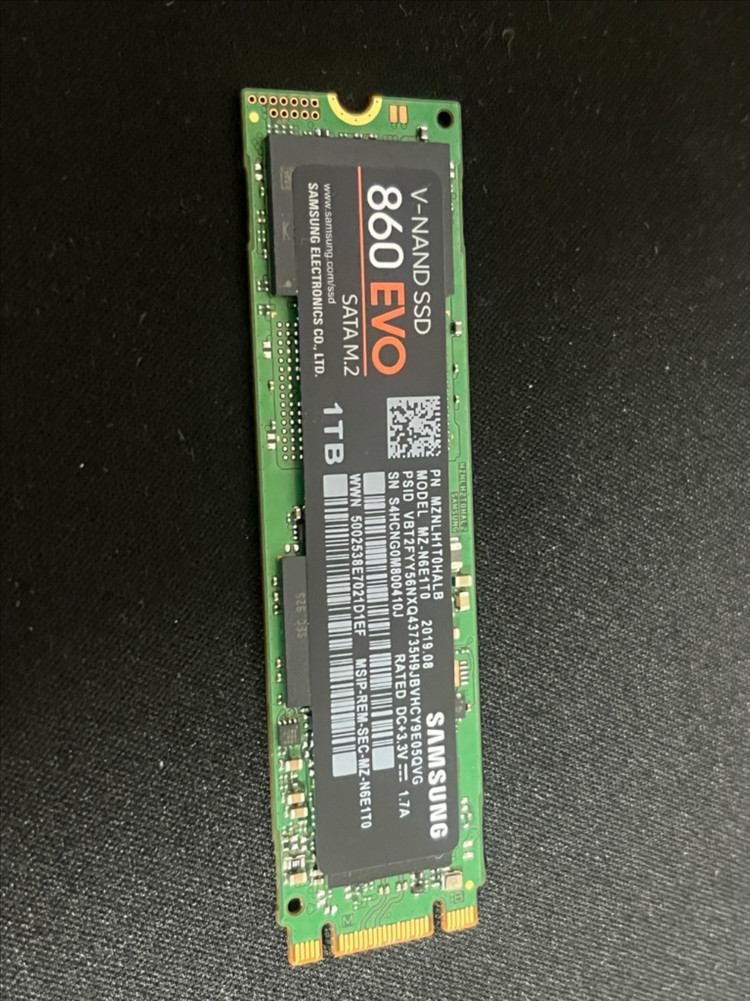 V-NAND SSD
860 EVO
SATA M.2
www.samsung.com/ssd
SAMSUNG ELECTRONICS CO., LTD.
1TB
PN MZNLH1T0HALB
MODEL MZ-N6E1T0 2019.08
PSID VBT2FYY56NXQ43735H9JBVHCY9E05QVG
SN S4HCNG0M800410J
RATED DC+3.3V 1.7A
WWN 5002538E7021D1EF
MSIP-REM-SEC-MZ-N6E1T0
SAMSUNG
SAMSUNG